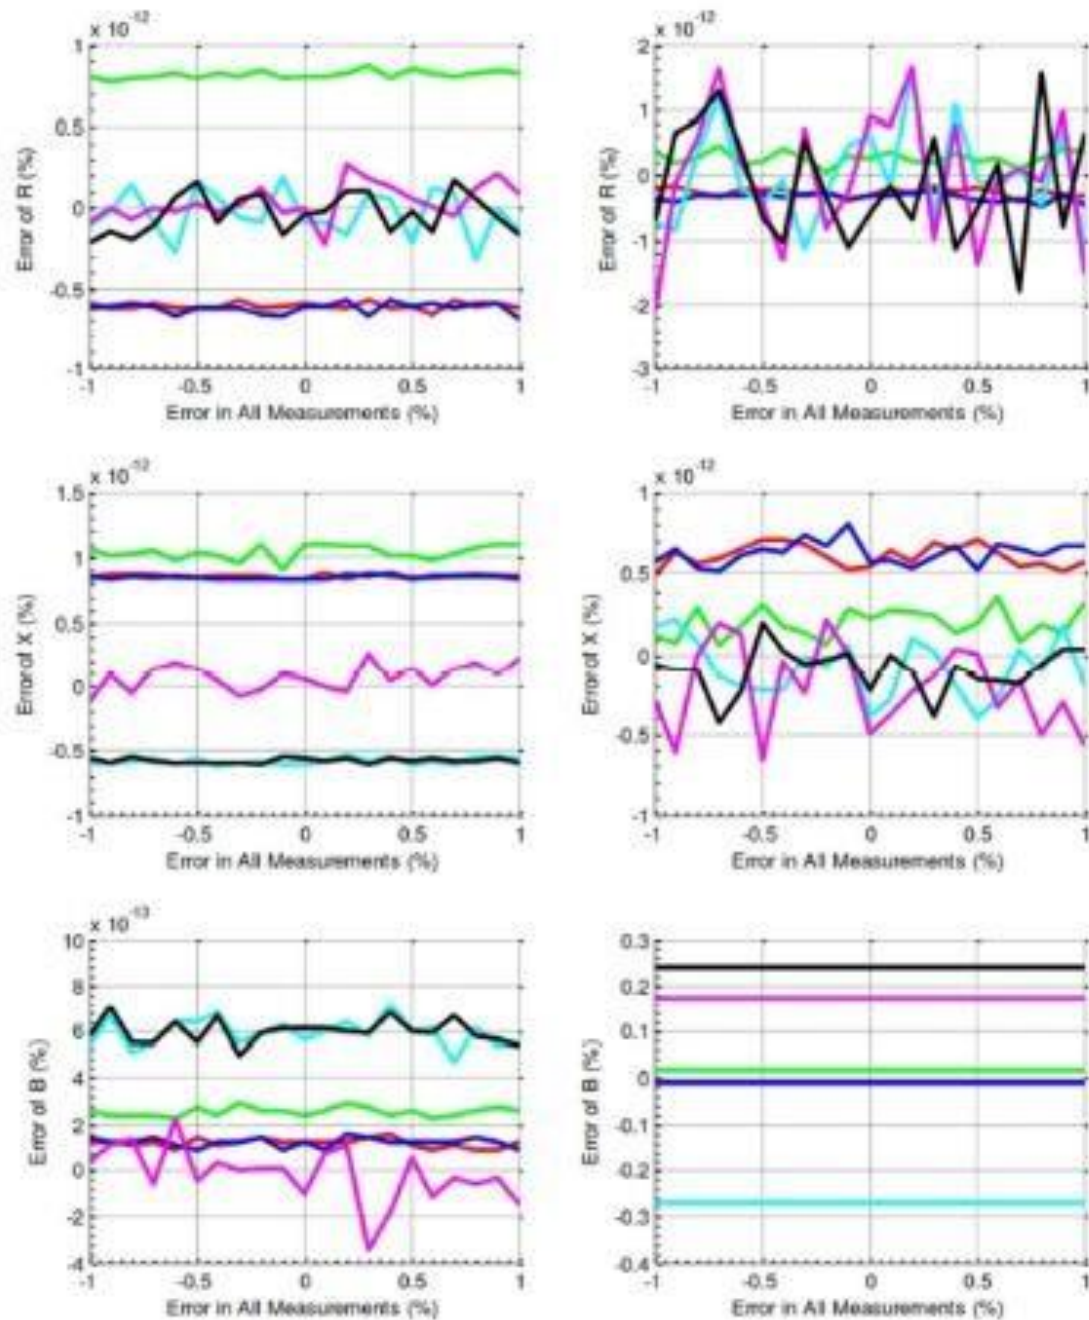 x 10^-12
1
0.5
0
-0.5
-1
Error of R (%)
-1 -0.5 0 0.5 1
Error in All Measurements (%)
x 10^-12
2
1
0
-1
-2
-3
Error of R (%)
-1 -0.5 0 0.5 1
Error in All Measurements (%)
x 10^-12
1.5
1
0.5
0
-0.5
-1
Errorof X (%)
-1 -0.5 0 0.5 1
Error in All Measurements (%)
x 10^-12
1
0.5
0
-0.5
-1
Errorof X (%)
-1 -0.5 0 0.5 1
Error in All Measurements (%)
x 10^-13
10
8
6
4
2
0
-2
-4
Error of B (%)
-1 -0.5 0 0.5 1
Error in All Measurements (%)
0.3
0.2
0.1
0
-0.1
-0.2
-0.3
-0.4
Error of B (%)
-1 -0.5 0 0.5 1
Error in All Measurements (%)